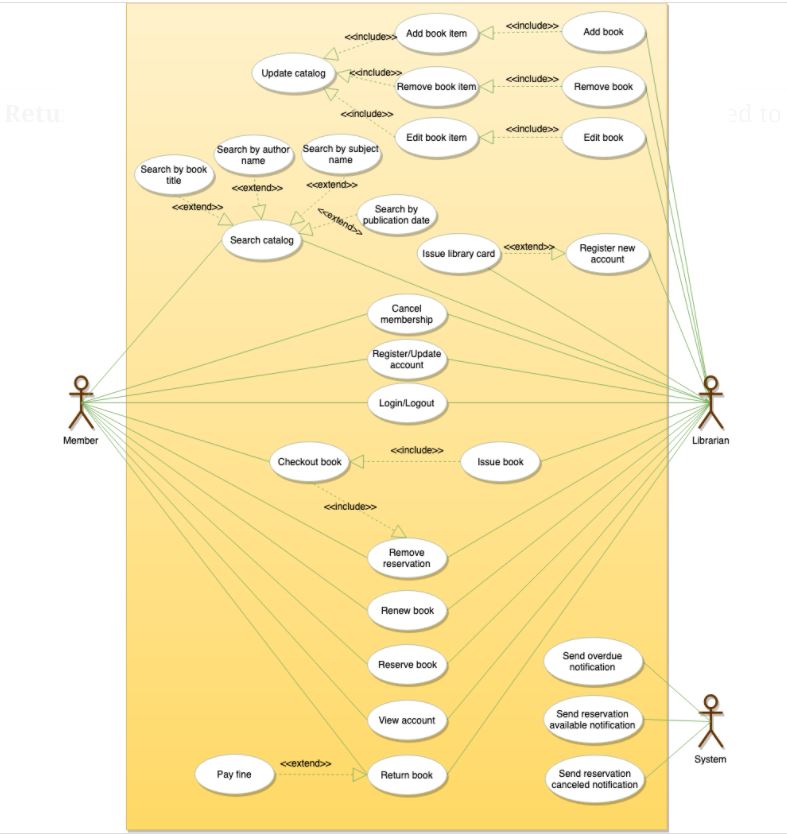 <<include>>
Add book item
<<include>>
Add book
Update catalog
<<include>>
Remove book item
<<include>>
Remove book
<<include>>
Edit book item
<<include>>
Edit book
Retu
ed to
Search by author
name
Search by subject
name
Search by book
title
<<extend>>
<<extend>>
<<extend>>
<<extend>>
Search by
publication date
Search catalog
Issue library card
<<extend>>
Register new
account
Cancel
membership
Register/Update
account
Login/Logout
Member
Librarian
Checkout book
<<include>>
Issue book
<<include>>
Remove
reservation
Renew book
Reserve book
View account
Pay fine
<<extend>>
Return book
Send overdue
notification
Send reservation
available notification
Send reservation
canceled notification
System